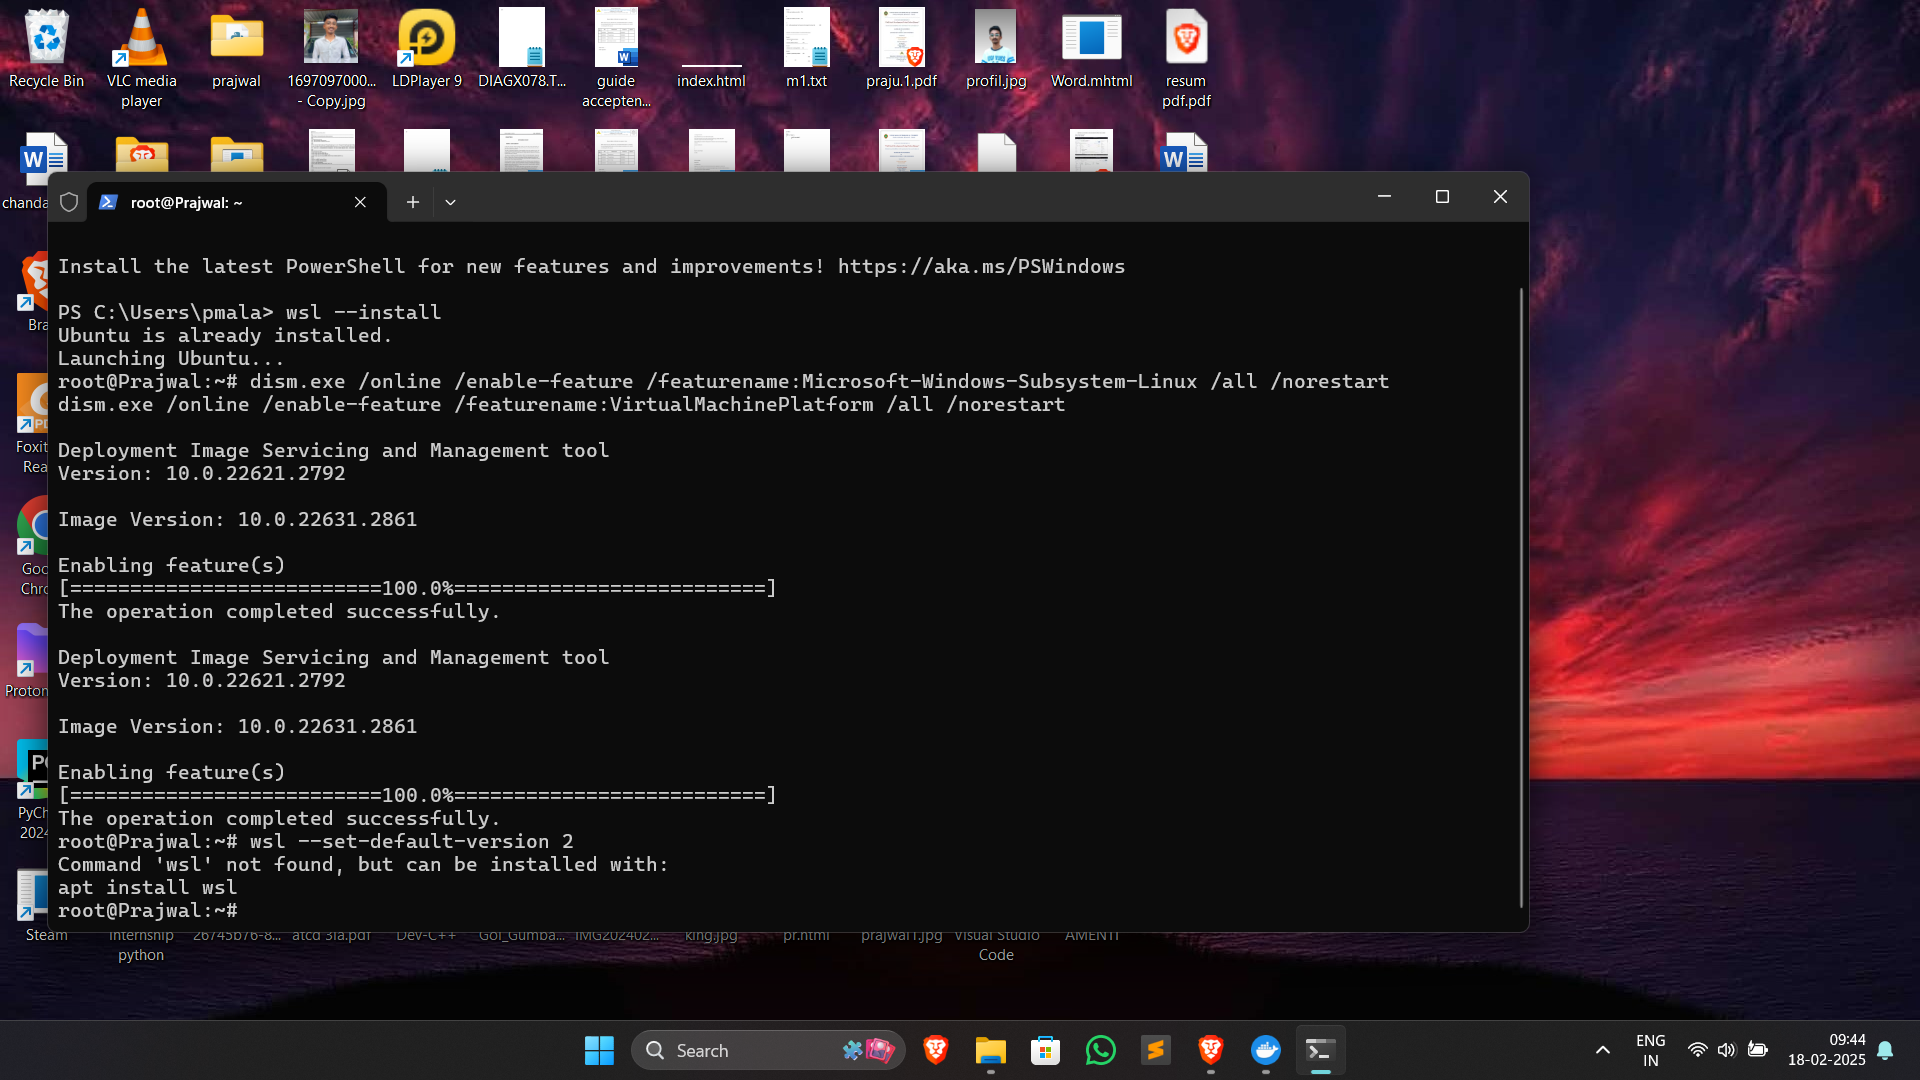 Recycle Bin
VLC media
player
prajwal
1697097000...
- Copy.jpg
LDPlayer 9
DIAGX078.T...
guide
accepten...
index.html
m1.txt
praju.1.pdf
profil.jpg
Word.mhtml
resum
pdf.pdf
chanda
root@Prajwal: ~
Install the latest PowerShell for new features and improvements! https://aka.ms/PSWindows
PS C:\Users\pmala> wsl --install
Ubuntu is already installed.
Launching Ubuntu...
root@Prajwal:~# dism.exe /online /enable-feature /featurename:Microsoft-Windows-Subsystem-Linux /all /norestart
dism.exe /online /enable-feature /featurename:VirtualMachinePlatform /all /norestart
Deployment Image Servicing and Management tool
Version: 10.0.22621.2792
Image Version: 10.0.22631.2861
Enabling feature(s)
[==========================100.0%==========================]
The operation completed successfully.
Deployment Image Servicing and Management tool
Version: 10.0.22621.2792
Image Version: 10.0.22631.2861
Enabling feature(s)
[==========================100.0%==========================]
The operation completed successfully.
root@Prajwal:~# wsl --set-default-version 2
Command 'wsl' not found, but can be installed with:
apt install wsl
root@Prajwal:~#
Bra
Foxit
Rea
Goo
Chro
Proton
PyCh
2024
Steam
Internship
python
26745b76-8...
atcd 3ia.pdf
Dev-C++
Gol_Gumba...
IMG202402...
king.jpg
pr.html
prajwal1.jpg
Visual Studio
Code
AMENTI
Search
ENG
IN
09:44
18-02-2025